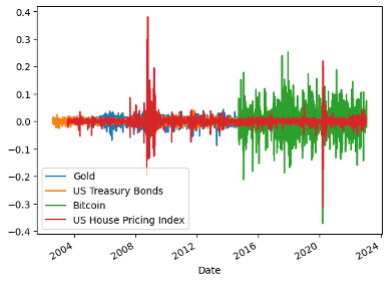 0.4
0.3
0.2
0.1
0.0
−0.1
−0.2
−0.3
−0.4
Gold
US Treasury Bonds
Bitcoin
US House Pricing Index
2004 2008 2012 2016 2020 2024
Date